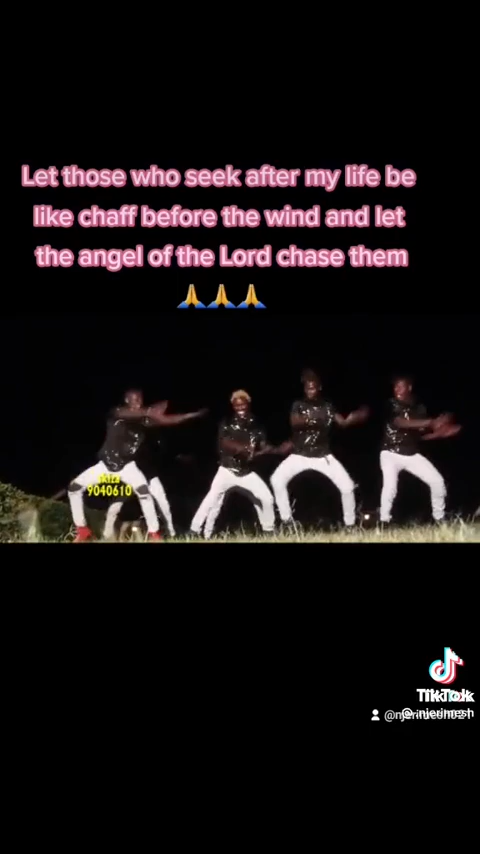 Let those who seek after my life be
like chaff before the wind and let
the angel of the Lord chase them
🙏🙏🙏
9040610
TikTok